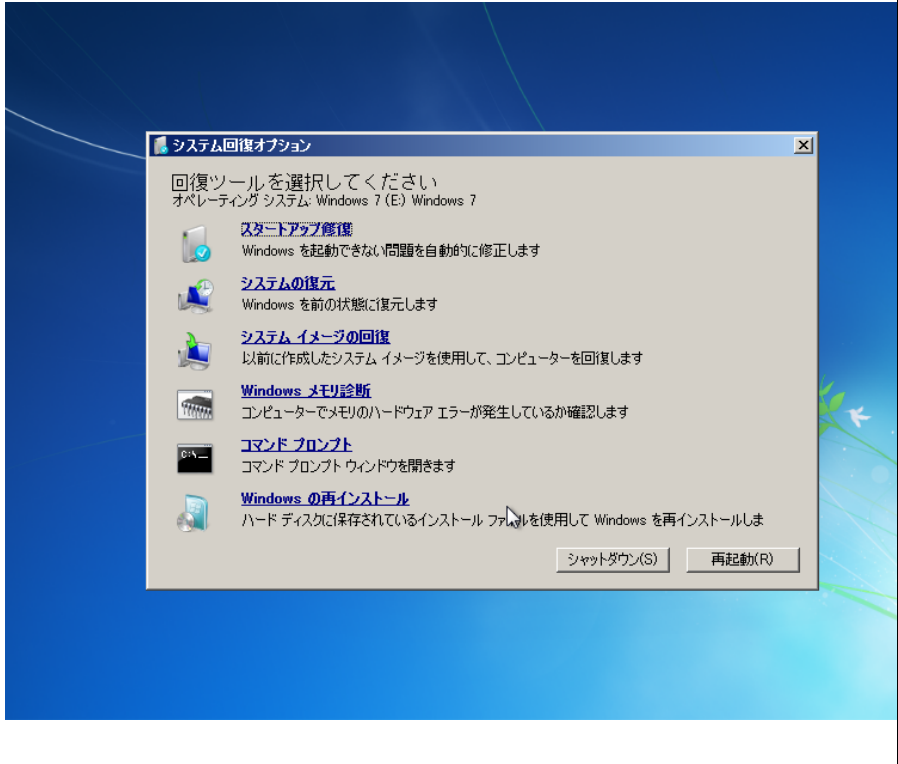 システム回復オプション
回復ツールを選択してください
オペレーティング システム: Windows 7 (E:) Windows 7
スタートアップ修復
Windows を起動できない問題を自動的に修正します
システムの復元
Windows を前の状態に復元します
システム イメージの回復
以前に作成したシステム イメージを使用して、コンピューターを回復します
Windows メモリ診断
コンピューターでメモリのハードウェア エラーが発生しているか確認します
C:\_
コマンド プロンプト
コマンド プロンプト ウィンドウを開きます
Windows の再インストール
ハード ディスクに保存されているインストール ファイルを使用して Windows を再インストールしま
シャットダウン(S) 再起動(R)